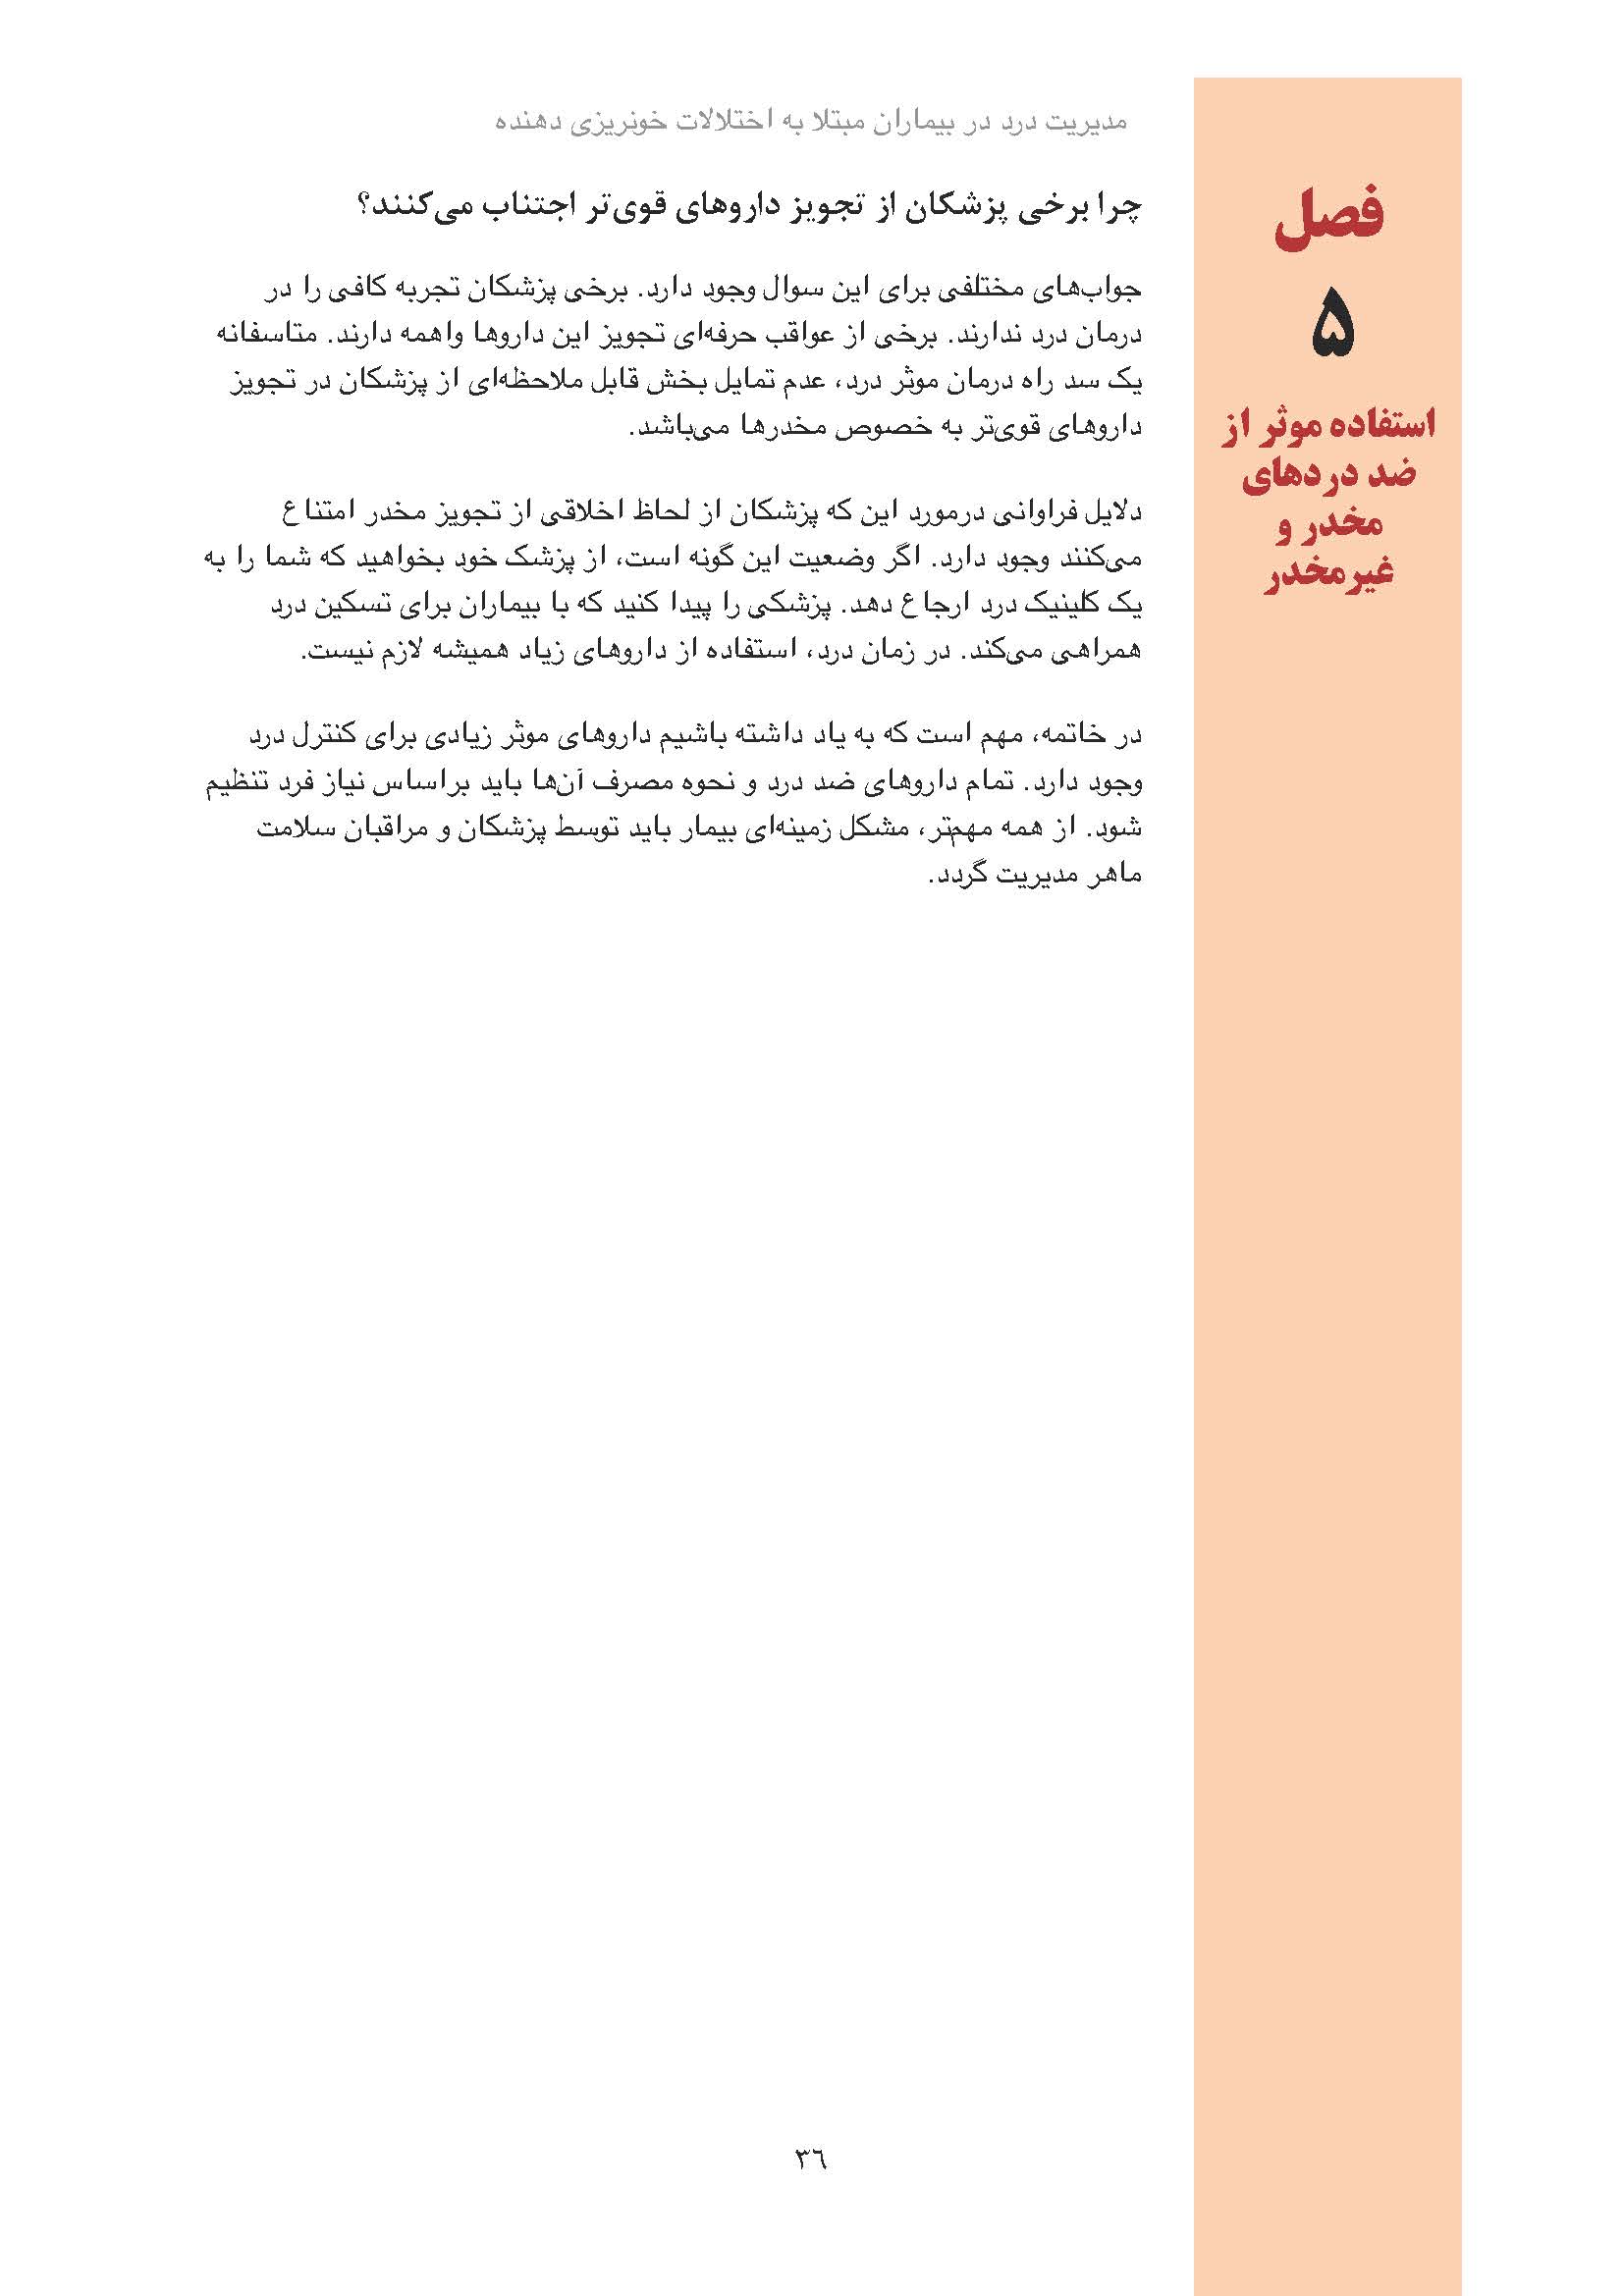 مدیریت درد در بیماران مبتلا به اختلالات خونریزی دهنده
فصل
۵
استفاده موثر از
ضد دردهای
مخدر و
غیرمخدر
چرا برخی پزشکان از تجویز داروهای قوی‌تر اجتناب می‌کنند؟
جواب‌های مختلفی برای این سوال وجود دارد. برخی پزشکان تجربه کافی را در
درمان درد ندارند. برخی از عواقب حرفه‌ای تجویز این داروها واهمه دارند. متاسفانه
یک سد راه درمان موثر درد، عدم تمایل بخش قابل ملاحظه‌ای از پزشکان در تجویز
داروهای قوی‌تر به خصوص مخدرها می‌باشد.
دلایل فراوانی درمورد این که پزشکان از لحاظ اخلاقی از تجویز مخدر امتناع
می‌کنند وجود دارد. اگر وضعیت این گونه است، از پزشک خود بخواهید که شما را به
یک کلینیک درد ارجاع دهد. پزشکی را پیدا کنید که با بیماران برای تسکین درد
همراهی می‌کند. در زمان درد، استفاده از داروهای زیاد همیشه لازم نیست.
در خاتمه، مهم است که به یاد داشته باشیم داروهای موثر زیادی برای کنترل درد
وجود دارد. تمام داروهای ضد درد و نحوه مصرف آن‌ها باید براساس نیاز فرد تنظیم
شود. از همه مهم‌تر، مشکل زمینه‌ای بیمار باید توسط پزشکان و مراقبان سلامت
ماهر مدیریت گردد.
٣٦